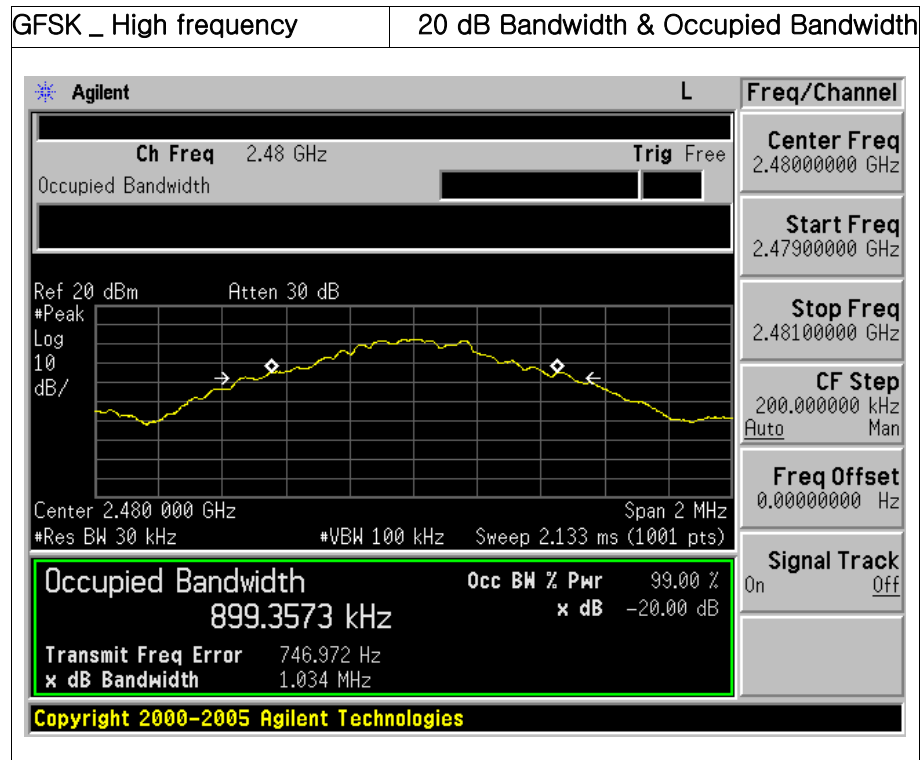 GFSK _ High frequency 20 dB Bandwidth & Occupied Bandwidth
Agilent L Freq/Channel
Ch Freq 2.48 GHz Trig Free
Occupied Bandwidth
Center Freq
2.48000000 GHz
Start Freq
2.47900000 GHz
Stop Freq
2.48100000 GHz
CF Step
200.000000 kHz
Auto Man
Freq Offset
0.00000000 Hz
Signal Track
On Off
Ref 20 dBm Atten 30 dB
#Peak
Log
10
dB/
Center 2.480 000 GHz Span 2 MHz
#Res BW 30 kHz #VBW 100 kHz Sweep 2.133 ms (1001 pts)
Occupied Bandwidth Occ BW % Pwr 99.00 %
899.3573 kHz x dB -20.00 dB
Transmit Freq Error 746.972 Hz
x dB Bandwidth 1.034 MHz
Copyright 2000-2005 Agilent Technologies